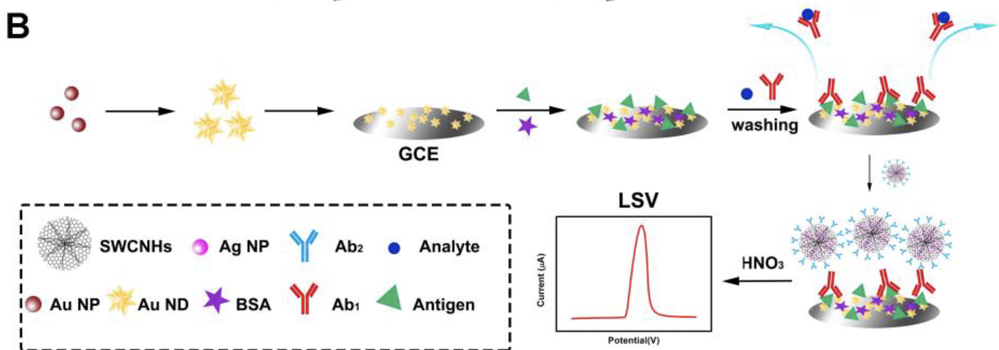 B
GCE
washing
LSV
Current (μA)
Potential(V)
HNO₃
SWCNHs Ag NP Ab₂ Analyte
Au NP Au ND BSA Ab₁ Antigen